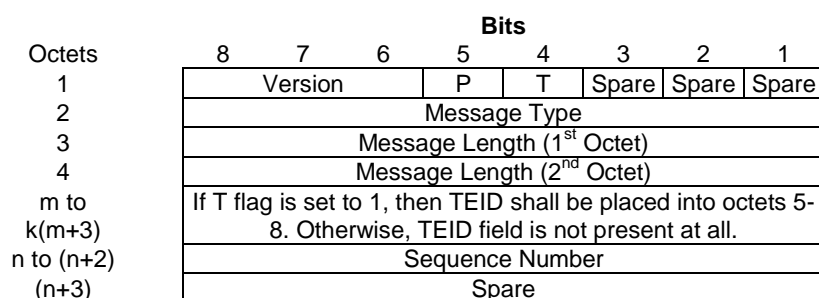 Bits
Octets 8 7 6 5 4 3 2 1
1 Version P T Spare Spare Spare
2 Message Type
3 Message Length (1st Octet)
4 Message Length (2nd Octet)
m to If T flag is set to 1, then TEID shall be placed into octets 5-
k(m+3) 8. Otherwise, TEID field is not present at all.
n to (n+2) Sequence Number
(n+3) Spare